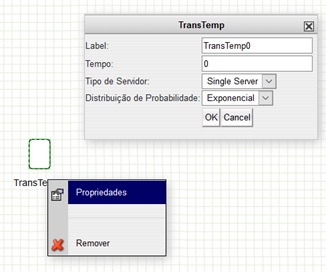 TransTemp
Label: TransTemp0
Tempo: 0
Tipo de Servidor: Single Server
Distribuição de Probabilidade: Exponencial
OK Cancel
TransTe
Propriedades
Remover